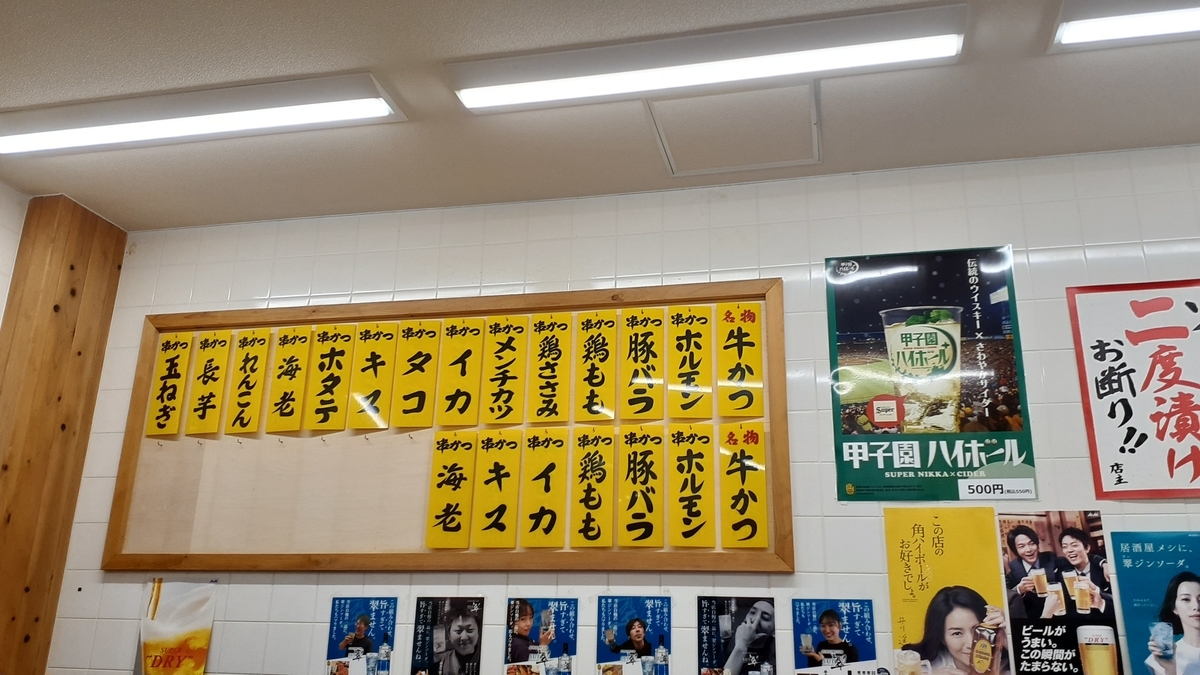 名物 牛かつ
串かつ ホルモン
串かつ 豚バラ
串かつ 鶏もも
串かつ 鶏ささみ
串かつ メンチカツ
串かつ イカ
串かつ タコ
串かつ キス
串かつ ホタテ
串かつ 海老
串かつ れんこん
串かつ 長芋
串かつ 玉ねぎ
名物 牛かつ
串かつ ホルモン
串かつ 豚バラ
串かつ 鶏もも
串かつ イカ
串かつ キス
串かつ 海老
伝統のウイスキー×さわやかサイダー
甲子園
ハイボール
甲子園 ハイボール
SUPER NIKKA×CIDER
500円(税込550円)
二度漬け
お断り!!
店主
この店の
角ハイボールが
お好きでし
ビールが
うまい。
この瞬間が
たまらない。
居酒屋メシに、
翠ジンソーダ。
"DRY"